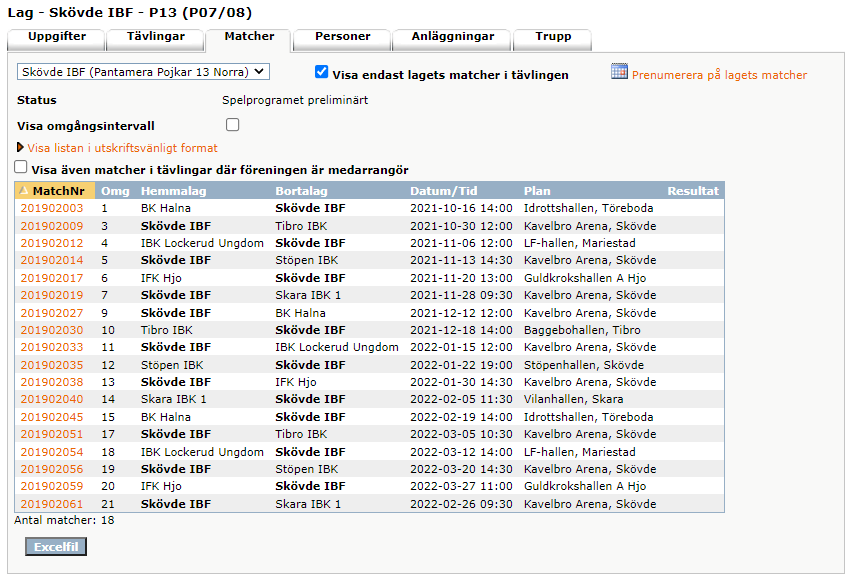 Lag - Skövde IBF - P13 (P07/08)
Uppgifter Tävlingar Matcher Personer Anläggningar Trupp
Skövde IBF (Pantamera Pojkar 13 Norra) Visa endast lagets matcher i tävlingen Prenumerera på lagets matcher
Status Spelprogramet preliminärt
Visa omgångsintervall
Visa listan i utskriftsvänligt format
Visa även matcher i tävlingar där föreningen är medarrangör
MatchNr Omg Hemmalag Bortalag Datum/Tid Plan Resultat
201902003 1 BK Halna Skövde IBF 2021-10-16 14:00 Idrottshallen, Töreboda
201902009 3 Skövde IBF Tibro IBK 2021-10-30 12:00 Kavelbro Arena, Skövde
201902012 4 IBK Lockerud Ungdom Skövde IBF 2021-11-06 12:00 LF-hallen, Mariestad
201902014 5 Skövde IBF Stöpen IBK 2021-11-13 14:30 Kavelbro Arena, Skövde
201902017 6 IFK Hjo Skövde IBF 2021-11-20 13:00 Guldkrokshallen A Hjo
201902019 7 Skövde IBF Skara IBK 1 2021-11-28 09:30 Kavelbro Arena, Skövde
201902027 9 Skövde IBF BK Halna 2021-12-12 12:00 Kavelbro Arena, Skövde
201902030 10 Tibro IBK Skövde IBF 2021-12-18 14:00 Baggebohallen, Tibro
201902033 11 Skövde IBF IBK Lockerud Ungdom 2022-01-15 12:00 Kavelbro Arena, Skövde
201902035 12 Stöpen IBK Skövde IBF 2022-01-22 19:00 Stöpenhallen, Skövde
201902038 13 Skövde IBF IFK Hjo 2022-01-30 14:30 Kavelbro Arena, Skövde
201902040 14 Skara IBK 1 Skövde IBF 2022-02-05 11:30 Vilanhallen, Skara
201902045 15 BK Halna Skövde IBF 2022-02-19 14:00 Idrottshallen, Töreboda
201902051 17 Skövde IBF Tibro IBK 2022-03-05 10:30 Kavelbro Arena, Skövde
201902054 18 IBK Lockerud Ungdom Skövde IBF 2022-03-12 14:00 LF-hallen, Mariestad
201902056 19 Skövde IBF Stöpen IBK 2022-03-20 14:30 Kavelbro Arena, Skövde
201902059 20 IFK Hjo Skövde IBF 2022-03-27 11:00 Guldkrokshallen A Hjo
201902061 21 Skövde IBF Skara IBK 1 2022-02-26 09:30 Kavelbro Arena, Skövde
Antal matcher: 18
Excelfil